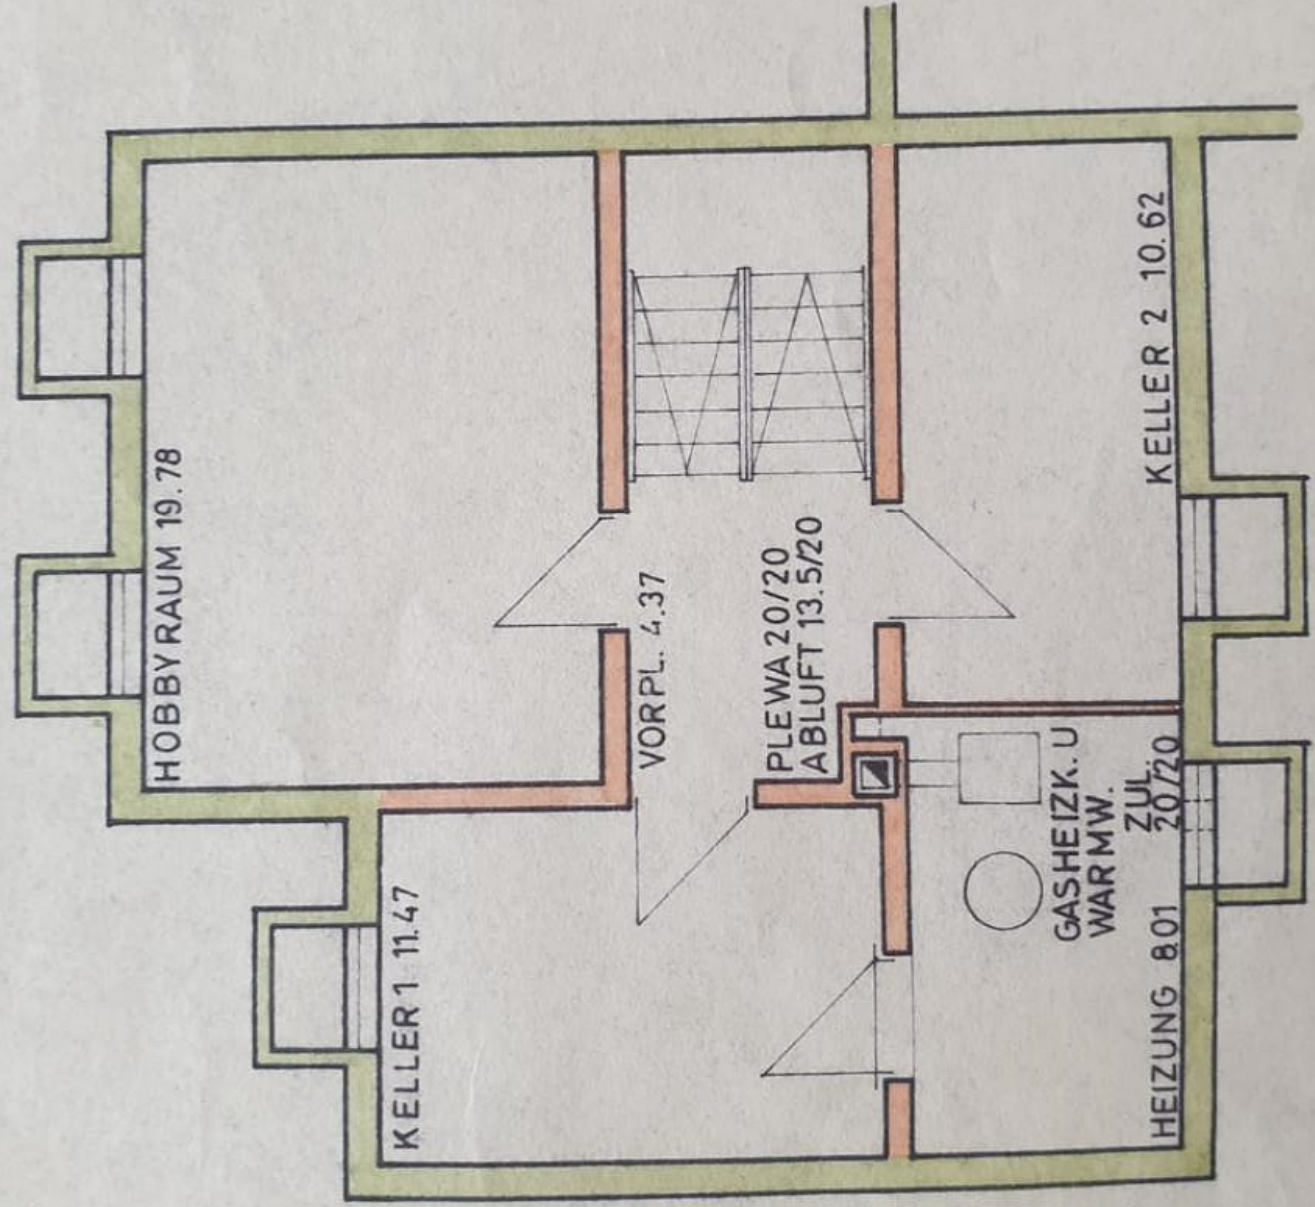 HOBBYRAUM 19.78
KELLER 1 11.47
VORPL. 4.37
PLEWA 20/20
ABLUFT 13.5/20
KELLER 2 10.62
GASHEIZK. U
WARMW.
ZUL.
20/20
HEIZUNG 8.01